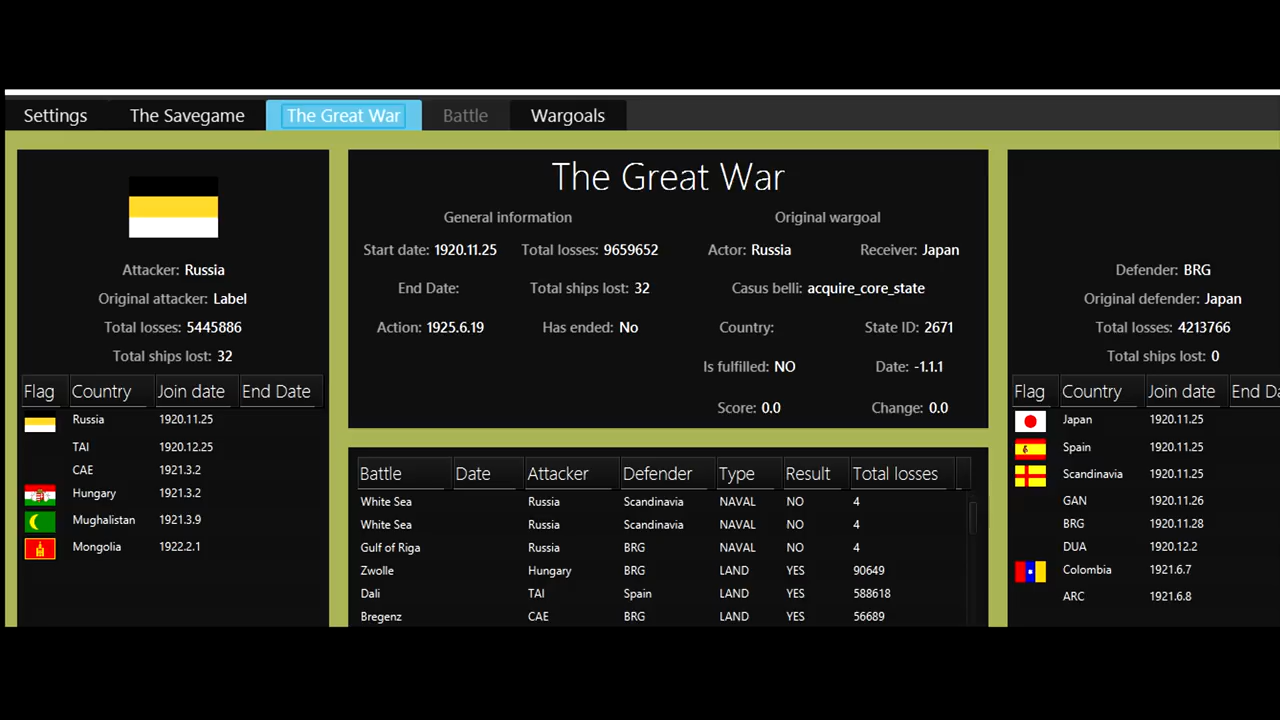 Settings The Savegame The Great War Battle Wargoals
Attacker: Russia
Original attacker: Label
Total losses: 5445886
Total ships lost: 32
Flag Country Join date End Date
Russia 1920.11.25
TAI 1920.12.25
CAE 1921.3.2
Hungary 1921.3.2
Mughalistan 1921.3.9
Mongolia 1922.2.1
The Great War
General information Original wargoal
Start date: 1920.11.25 Total losses: 9659652 Actor: Russia Receiver: Japan
End Date: Total ships lost: 32 Casus belli: acquire_core_state
Action: 1925.6.19 Has ended: No Country: State ID: 2671
Is fulfilled: NO Date: -1.1.1
Score: 0.0 Change: 0.0
Battle Date Attacker Defender Type Result Total losses
White Sea Russia Scandinavia NAVAL NO 4
White Sea Russia Scandinavia NAVAL NO 4
Gulf of Riga Russia BRG NAVAL NO 4
Zwolle Hungary BRG LAND YES 90649
Dali TAI Spain LAND YES 588618
Bregenz CAE BRG LAND YES 56689
Defender: BRG
Original defender: Japan
Total losses: 4213766
Total ships lost: 0
Flag Country Join date End Da
Japan 1920.11.25
Spain 1920.11.25
Scandinavia 1920.11.25
GAN 1920.11.26
BRG 1920.11.28
DUA 1920.12.2
Colombia 1921.6.7
ARC 1921.6.8